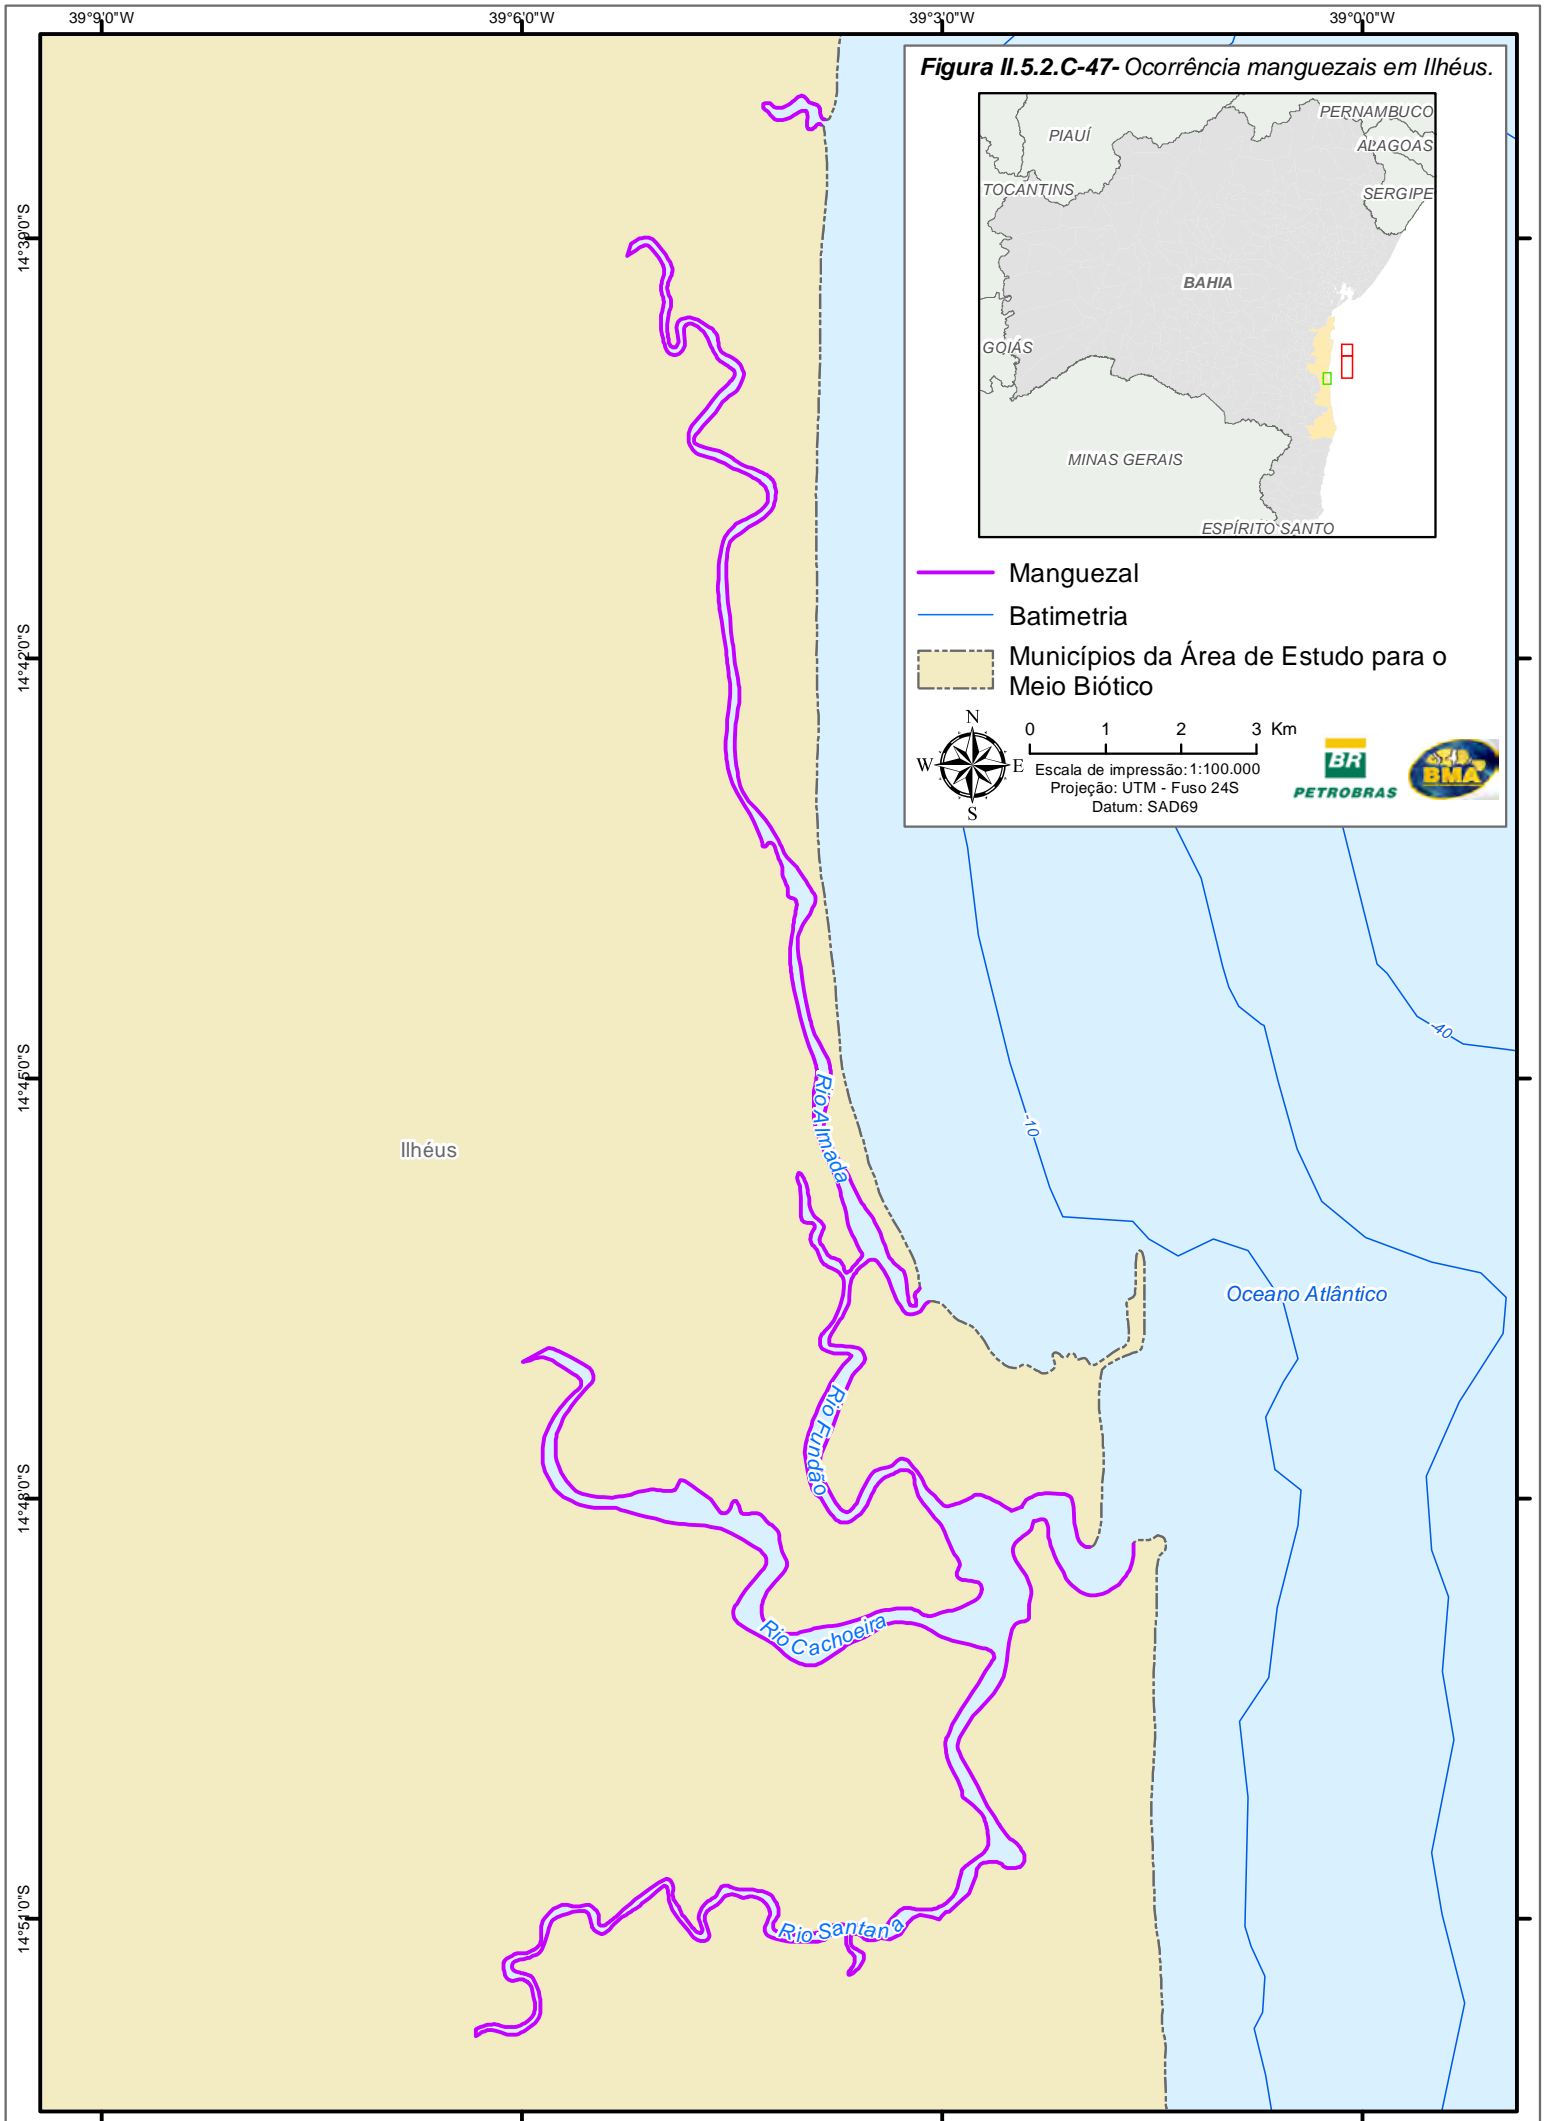 39°9'0"W
39°6'0"W
39°3'0"W
39°0'0"W
Figura II.5.2.C-47- Ocorrência manguezais em Ilhéus.
PERNAMBUCO
PIAUÍ
ALAGOAS
TOCANTINS
SERGIPE
BAHIA
GOIÁS
MINAS GERAIS
ESPÍRITO SANTO
Manguezal
Batimetria
Municípios da Área de Estudo para o
Meio Biótico
N
W
E
S
0 1 2 3 Km
Escala de impressão:1:100.000
Projeção: UTM - Fuso 24S
Datum: SAD69
BR
PETROBRAS
BMA
14°39'0"S
14°42'0"S
14°45'0"S
14°48'0"S
14°51'0"S
-40
-10
Rio Almada
Ilhéus
Oceano Atlântico
Rio Fundão
Rio Cachoeira
Rio Santana